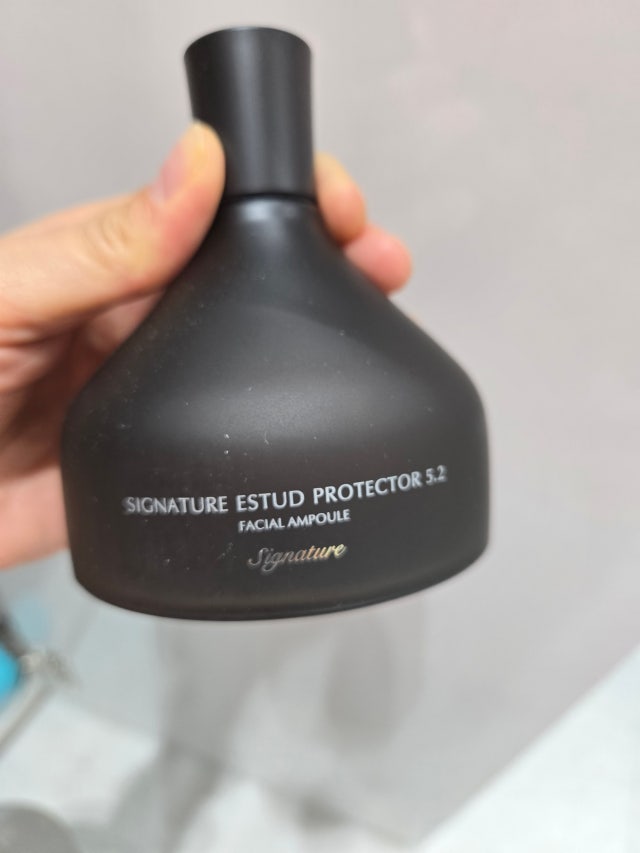 SIGNATURE ESTUD PROTECTOR 5.2
FACIAL AMPOULE
Signature